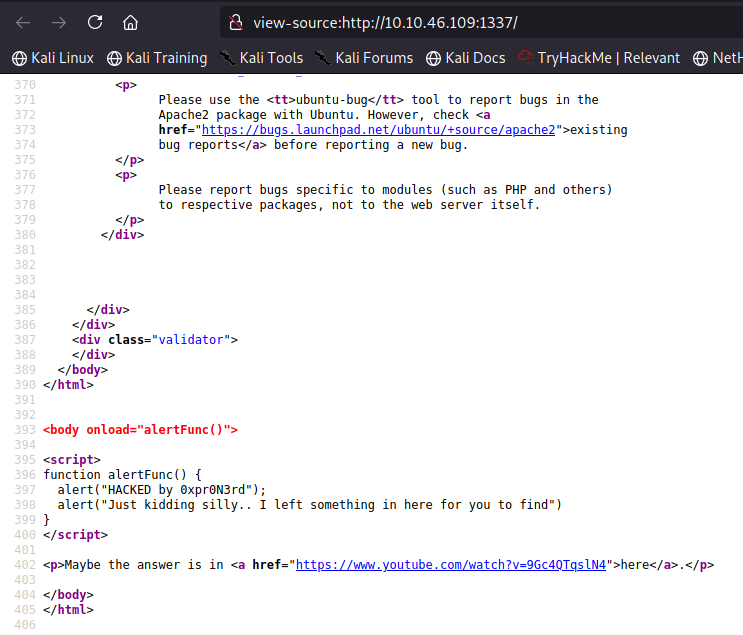 view-source:http://10.10.46.109:1337/
Kali Linux Kali Training Kali Tools Kali Forums Kali Docs TryHackMe | Relevant NetH
370 <p>
371 Please use the <tt>ubuntu-bug</tt> tool to report bugs in the
372 Apache2 package with Ubuntu. However, check <a
373 href="https://bugs.launchpad.net/ubuntu/+source/apache2">existing
374 bug reports</a> before reporting a new bug.
375 </p>
376 <p>
377 Please report bugs specific to modules (such as PHP and others)
378 to respective packages, not to the web server itself.
379 </p>
380 </div>
381
382
383
384
385 </div>
386 </div>
387 <div class="validator">
388 </div>
389 </body>
390 </html>
391
392
393 <body onload="alertFunc()">
394
395 <script>
396 function alertFunc() {
397 alert("HACKED by 0xpr0N3rd");
398 alert("Just kidding silly.. I left something in here for you to find")
399 }
400 </script>
401
402 <p>Maybe the answer is in <a href="https://www.youtube.com/watch?v=9Gc4QTqslN4">here</a>.</p>
403
404 </body>
405 </html>
406